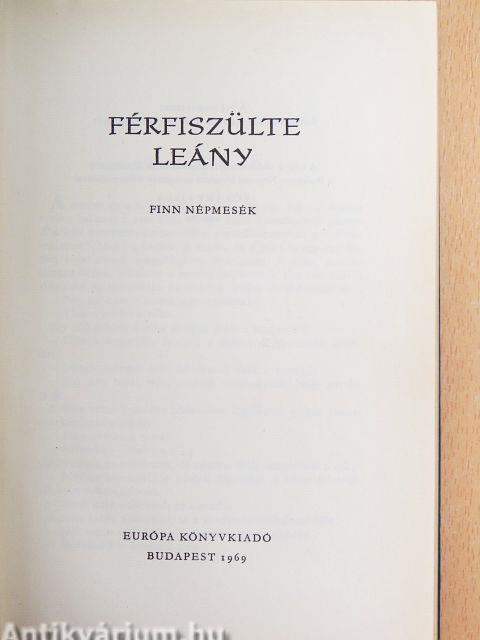 FÉRFISZÜLTE
LEÁNY
FINN NÉPMESÉK
EURÓPA KÖNYVKIADÓ
BUDAPEST 1969
Antikvárium.hu